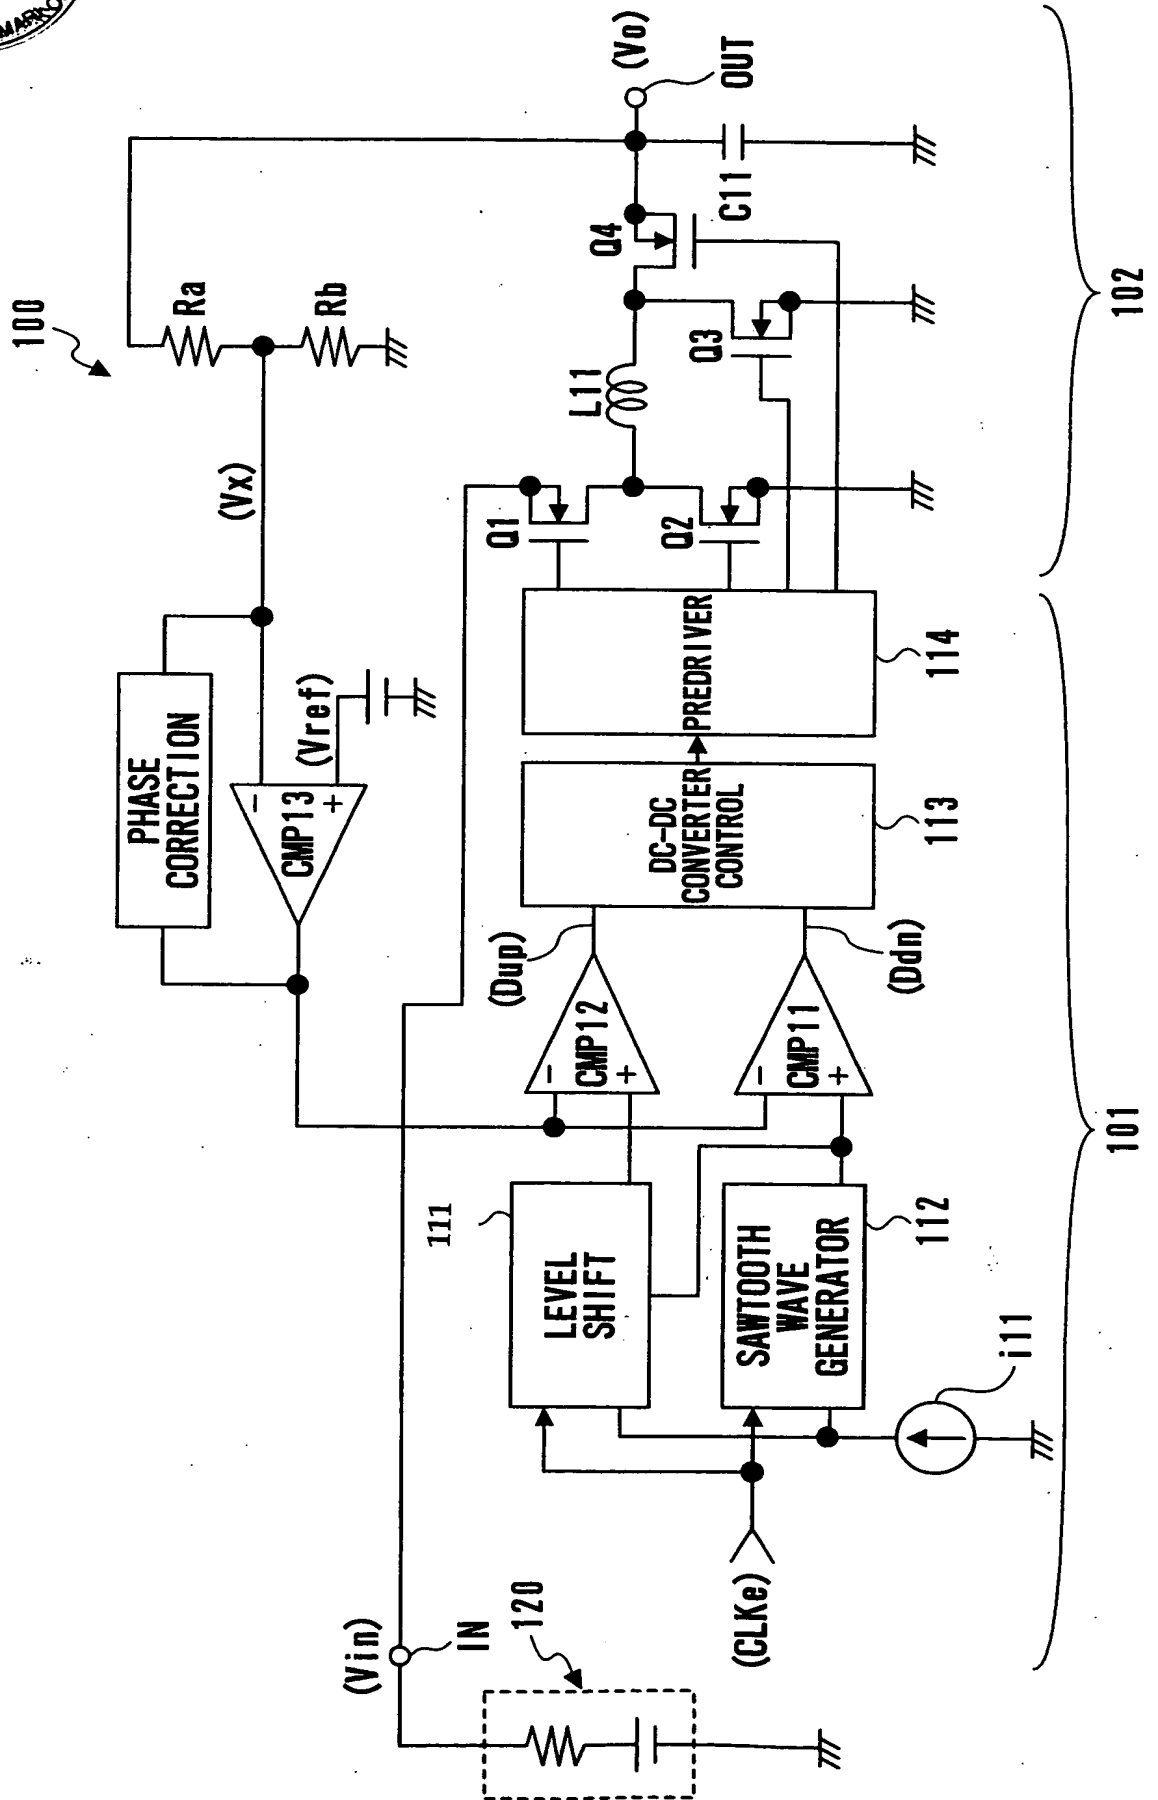 100
(Vx)
Ra
Rb
PHASE
CORRECTION
CMP13
-
+
(Vref)
(Vin)
IN
120
(CLKe)
LEVEL
SHIFT
111
SAWTOOTH
WAVE
GENERATOR
112
i11
CMP12
-
+
(Dup)
CMP11
-
+
(Ddn)
DC-DC
CONVERTER
CONTROL
113
PREDRIVER
114
Q1
Q2
L11
Q3
Q4
C11
(Vo)
OUT
101
102